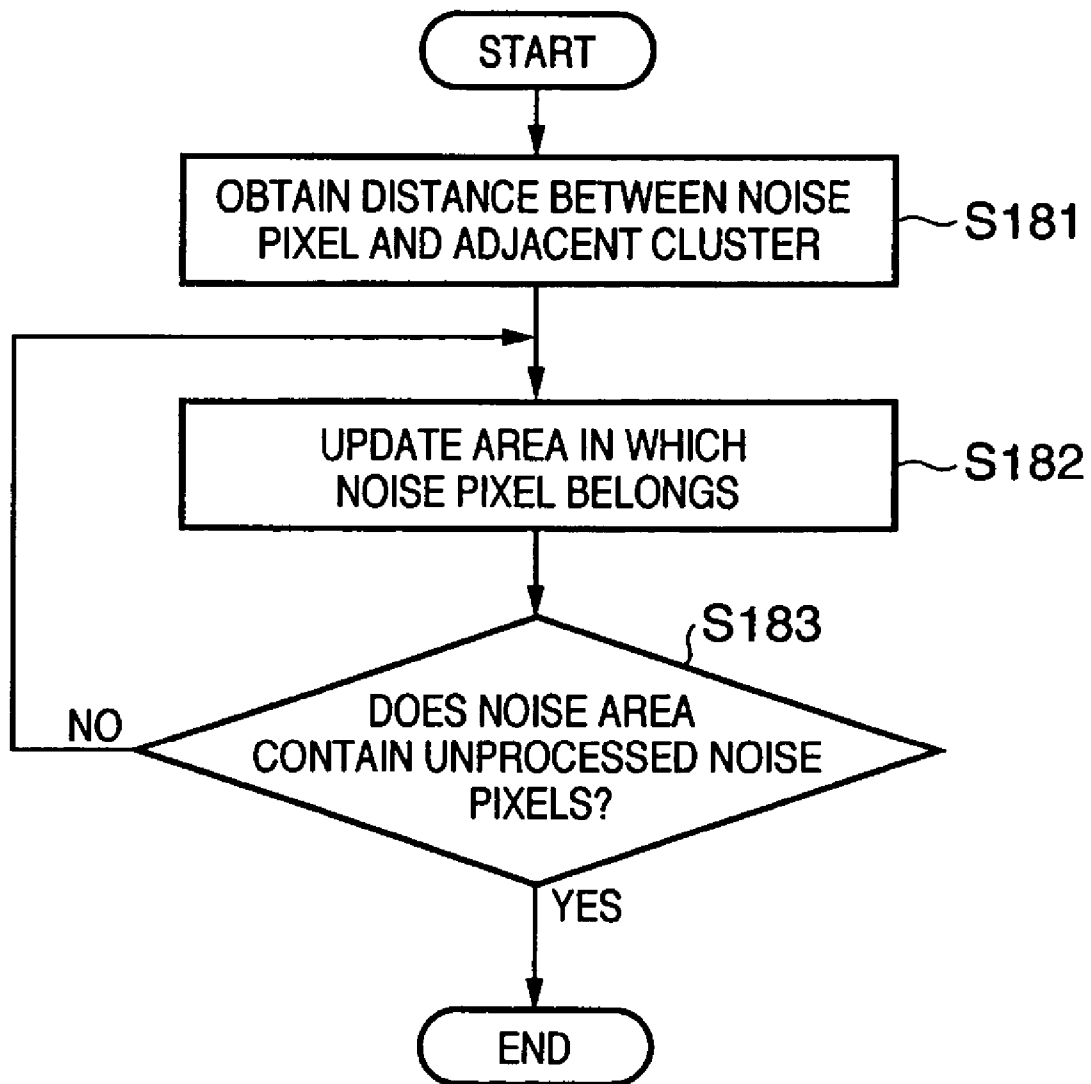 START
OBTAIN DISTANCE BETWEEN NOISE
PIXEL AND ADJACENT CLUSTER
S181
UPDATE AREA IN WHICH
NOISE PIXEL BELONGS
S182
S183
DOES NOISE AREA
CONTAIN UNPROCESSED NOISE
PIXELS?
NO
YES
END